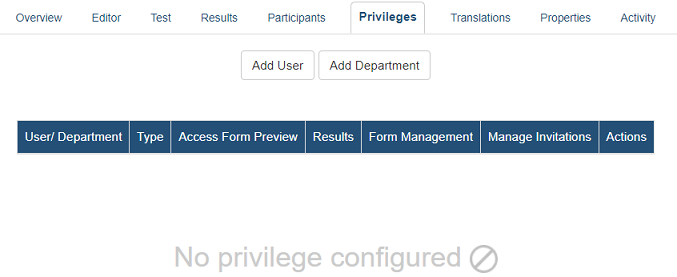 Overview Editor Test Results Participants Privileges Translations Properties Activity
Add User Add Department
User/ Department Type Access Form Preview Results Form Management Manage Invitations Actions
No privilege configured